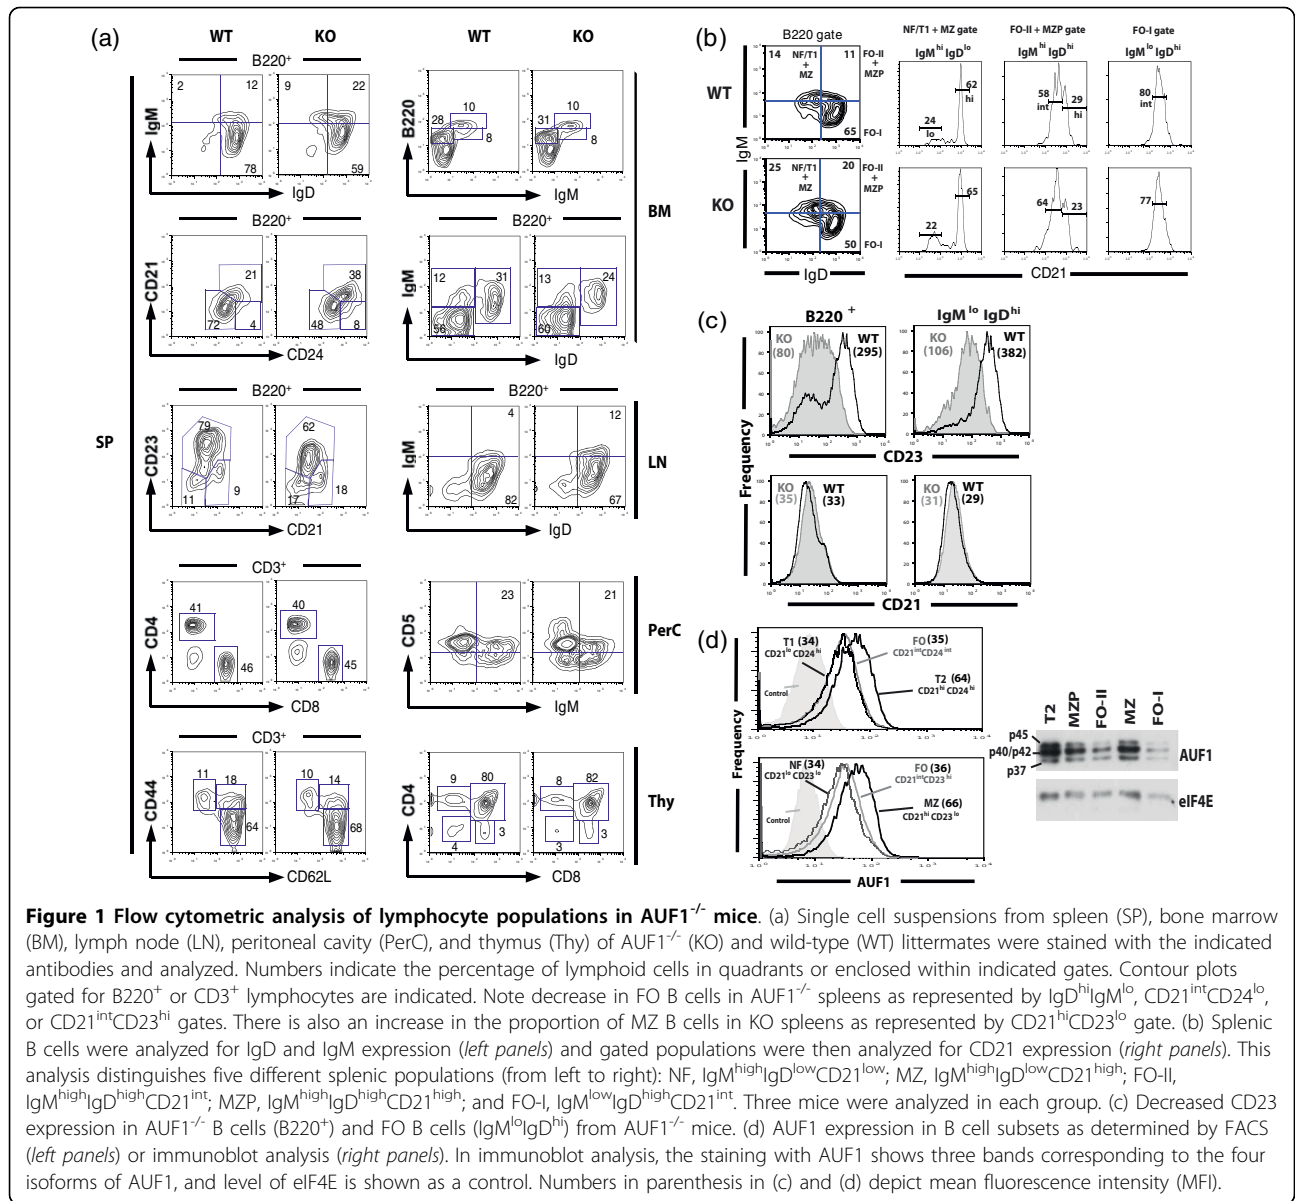 (a)
WT KO WT KO
B220⁺
IgM
2 12 9 22
78 59
IgD
B220
28 10 8 31 10 8
IgM
BM
B220⁺ B220⁺
CD21
21 72 4 38 48 8
CD24
IgM
12 31 56 13 24 60
IgD
SP
B220⁺ B220⁺
CD23
79 11 9 62 17 18
CD21
IgM
4 82 12 67
IgD
LN
CD3⁺
CD4
41 46 40 45
CD8
CD5
23 21
IgM
PerC
CD3⁺
CD44
11 18 64 10 14 68
CD62L
CD4
9 80 4 3 8 82 3 3
CD8
Thy
(b)
B220 gate
NF/T1 + MZ gate
IgMʰⁱ IgDˡᵒ
FO-II + MZP gate
IgMʰⁱ IgDʰⁱ
FO-I gate
IgMˡᵒ IgDʰⁱ
WT
14 NF/T1 + MZ 11 FO-II + MZP
65 FO-I
24 lo 62 hi
58 int 29 hi
80 int
KO
25 NF/T1 + MZ 20 FO-II + MZP
50 FO-I
22 65
64 23
77
IgM
IgD
CD21
(c)
B220 ⁺
IgM ˡᵒ IgDʰⁱ
KO (80) WT (295)
KO (106) WT (382)
CD23
Frequency
KO (35) WT (33)
KO (31) WT (29)
CD21
(d)
T1 (34)
CD21ˡᵒ CD24ʰⁱ
FO (35)
CD21ⁱⁿᵗCD24 ⁱⁿᵗ
T2 (64)
CD21ʰⁱCD24 ʰⁱ
Control
Frequency
NF (34)
CD21ˡᵒ CD23 ˡᵒ
FO (36)
CD21ⁱⁿᵗCD23 ʰⁱ
MZ (66)
CD21ʰⁱ CD23 ˡᵒ
Control
AUF1
T2 MZP FO-II MZ FO-I
p45
p40/p42
p37
AUF1
eIF4E
Figure 1 Flow cytometric analysis of lymphocyte populations in AUF1⁻/⁻ mice. (a) Single cell suspensions from spleen (SP), bone marrow
(BM), lymph node (LN), peritoneal cavity (PerC), and thymus (Thy) of AUF1⁻/⁻ (KO) and wild-type (WT) littermates were stained with the indicated
antibodies and analyzed. Numbers indicate the percentage of lymphoid cells in quadrants or enclosed within indicated gates. Contour plots
gated for B220⁺ or CD3⁺ lymphocytes are indicated. Note decrease in FO B cells in AUF1⁻/⁻ spleens as represented by IgDʰⁱIgMˡᵒ, CD21ⁱⁿᵗCD24ˡᵒ,
or CD21ⁱⁿᵗCD23ʰⁱ gates. There is also an increase in the proportion of MZ B cells in KO spleens as represented by CD21ʰⁱCD23ˡᵒ gate. (b) Splenic
B cells were analyzed for IgD and IgM expression (left panels) and gated populations were then analyzed for CD21 expression (right panels). This
analysis distinguishes five different splenic populations (from left to right): NF, IgMʰⁱᵍʰIgDˡᵒʷCD21ˡᵒʷ; MZ, IgMʰⁱᵍʰIgDˡᵒʷCD21ʰⁱᵍʰ; FO-II,
IgMʰⁱᵍʰIgDʰⁱᵍʰCD21ⁱⁿᵗ; MZP, IgMʰⁱᵍʰIgDʰⁱᵍʰCD21ʰⁱᵍʰ; and FO-I, IgMˡᵒʷIgDʰⁱᵍʰCD21ⁱⁿᵗ. Three mice were analyzed in each group. (c) Decreased CD23
expression in AUF1⁻/⁻ B cells (B220⁺) and FO B cells (IgMˡᵒIgDʰⁱ) from AUF1⁻/⁻ mice. (d) AUF1 expression in B cell subsets as determined by FACS
(left panels) or immunoblot analysis (right panels). In immunoblot analysis, the staining with AUF1 shows three bands corresponding to the four
isoforms of AUF1, and level of eIF4E is shown as a control. Numbers in parenthesis in (c) and (d) depict mean fluorescence intensity (MFI).